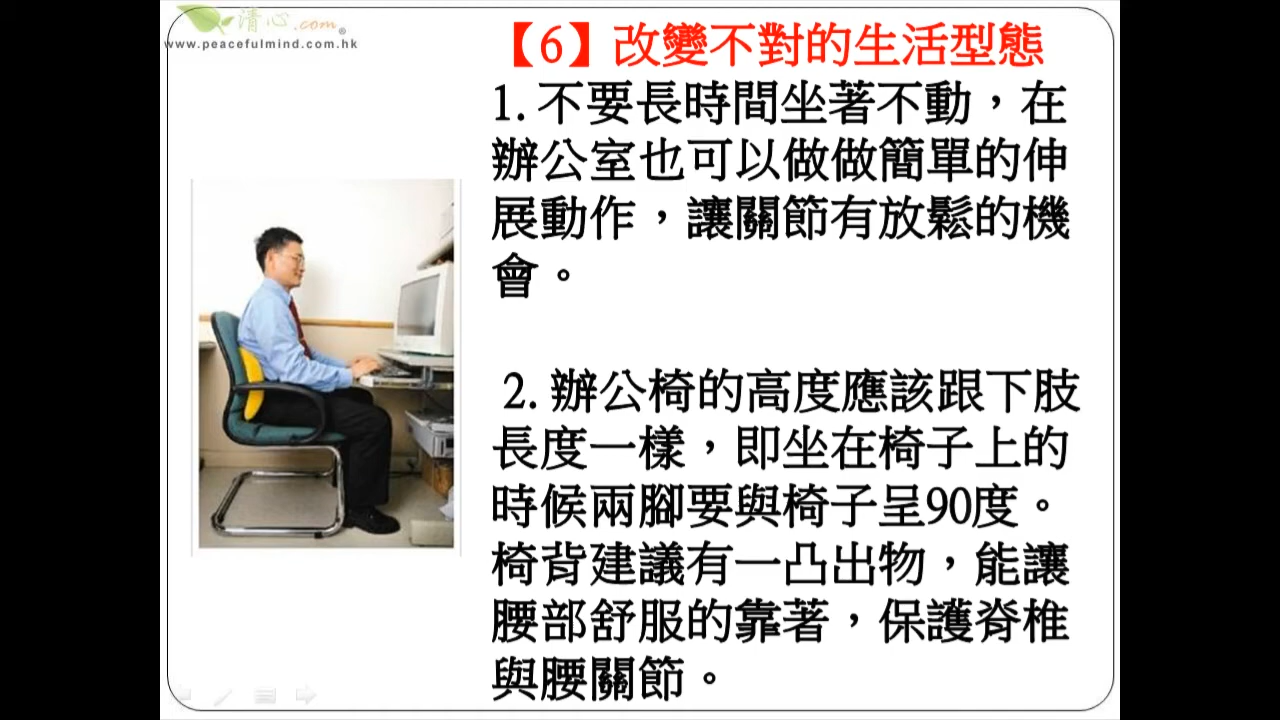 清心.com®
www.peacefulmind.com.hk
【6】改變不對的生活型態
1. 不要長時間坐著不動，在
辦公室也可以做做簡單的伸
展動作，讓關節有放鬆的機
會。
2. 辦公椅的高度應該跟下肢
長度一樣，即坐在椅子上的
時候兩腳要與椅子呈90度。
椅背建議有一凸出物，能讓
腰部舒服的靠著，保護脊椎
與腰關節。